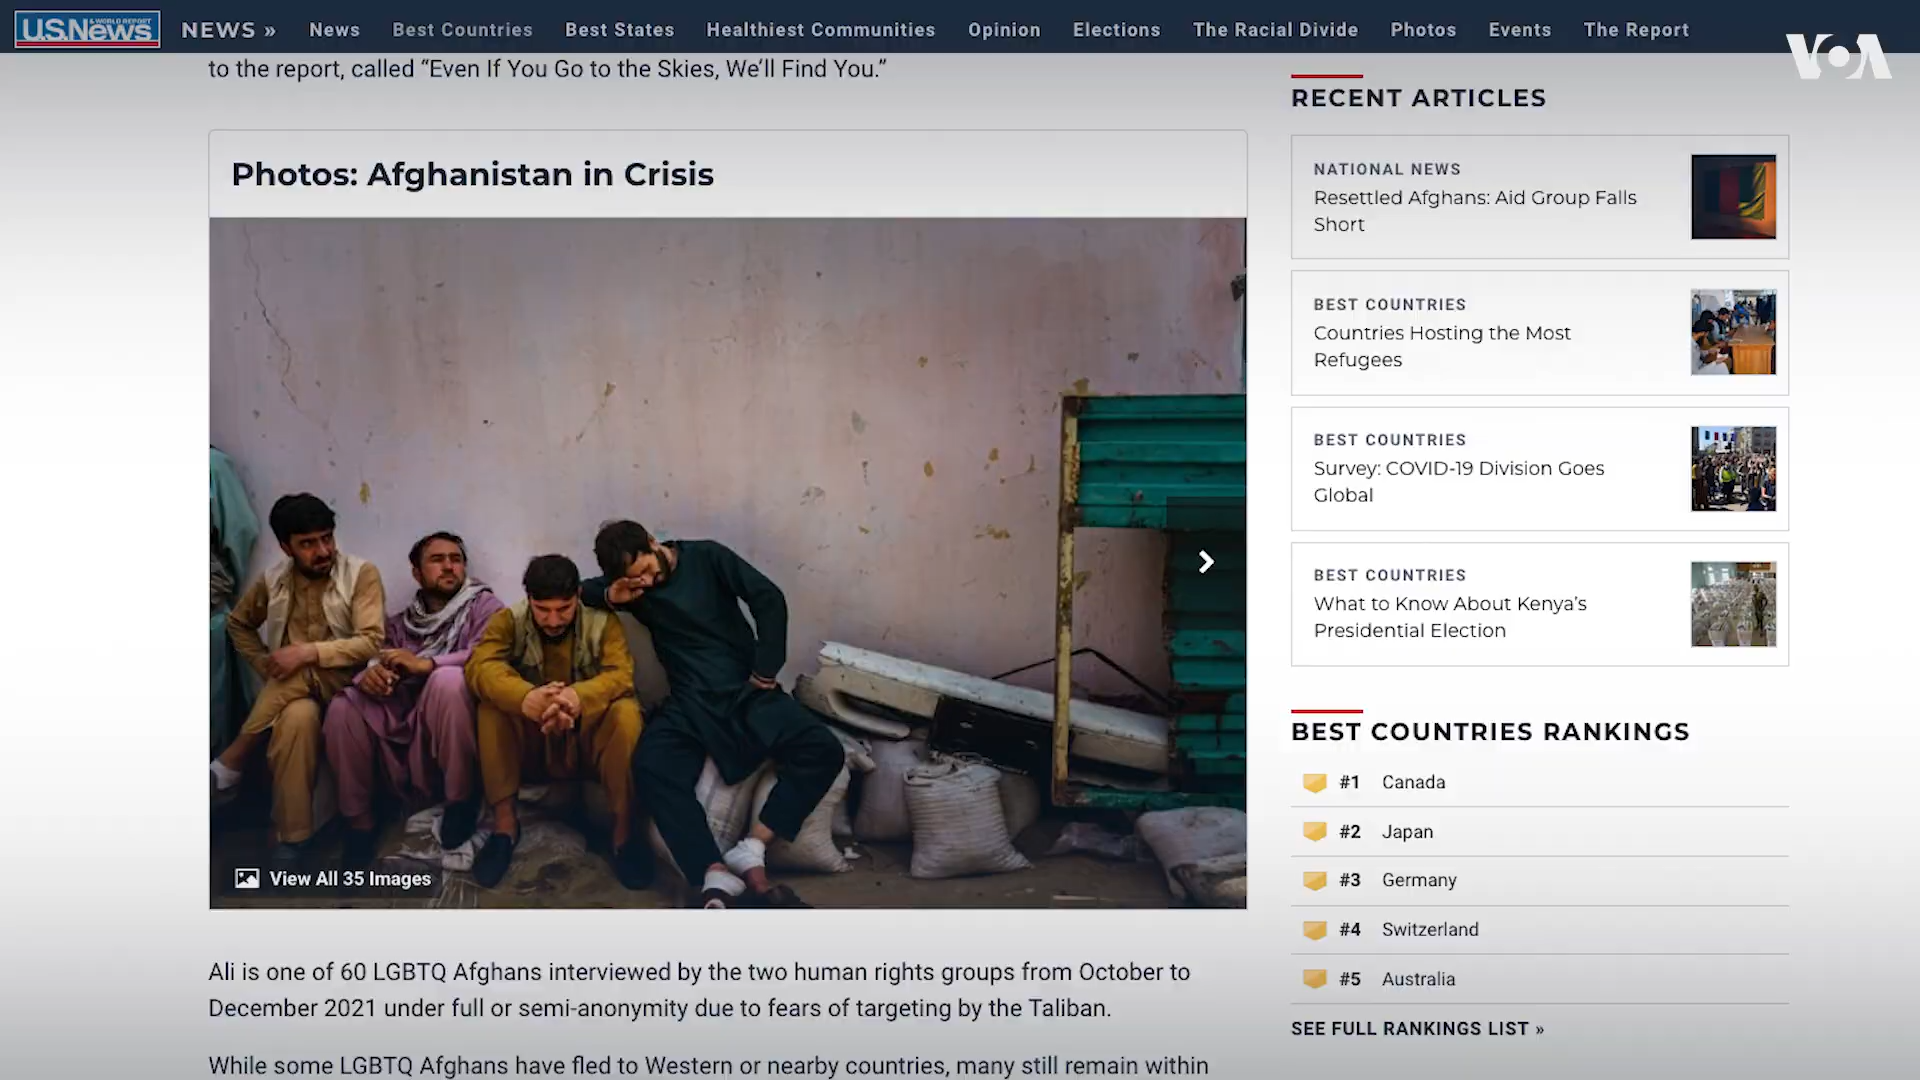 U.S.News
& WORLD REPORT
NEWS »
News
Best Countries
Best States
Healthiest Communities
Opinion
Elections
The Racial Divide
Photos
Events
The Report
VOA
to the report, called “Even If You Go to the Skies, We’ll Find You.”
Photos: Afghanistan in Crisis
View All 35 Images
Ali is one of 60 LGBTQ Afghans interviewed by the two human rights groups from October to
December 2021 under full or semi-anonymity due to fears of targeting by the Taliban.
While some LGBTQ Afghans have fled to Western or nearby countries, many still remain within
RECENT ARTICLES
NATIONAL NEWS
Resettled Afghans: Aid Group Falls
Short
BEST COUNTRIES
Countries Hosting the Most
Refugees
BEST COUNTRIES
Survey: COVID-19 Division Goes
Global
BEST COUNTRIES
What to Know About Kenya’s
Presidential Election
BEST COUNTRIES RANKINGS
#1 Canada
#2 Japan
#3 Germany
#4 Switzerland
#5 Australia
SEE FULL RANKINGS LIST »